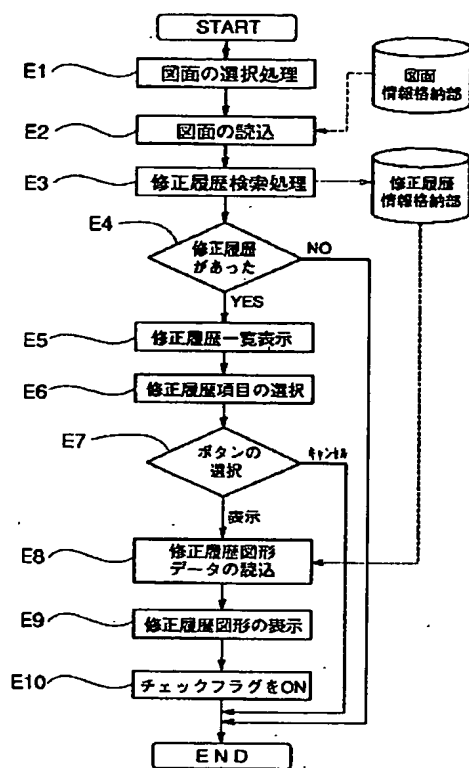 START
E1
図面の選択処理
図面
情報格納部
E2
図面の読込
E3
修正履歴検索処理
修正履歴
情報格納部
E4
修正履歴
があった
NO
YES
E5
修正履歴一覧表示
E6
修正履歴項目の選択
E7
ボタンの
選択
キャンセル
表示
E8
修正履歴図形
データの読込
E9
修正履歴図形の表示
E10
チェックフラグをON
END